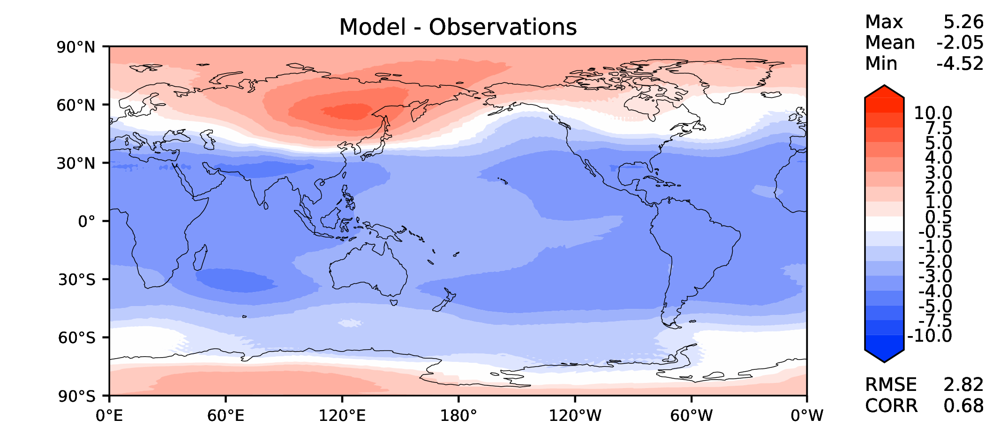 Model - Observations
Max 5.26
Mean -2.05
Min -4.52
90°N
60°N
30°N
0°
30°S
60°S
90°S
0°E 60°E 120°E 180° 120°W 60°W 0°W
10.0
7.5
5.0
4.0
3.0
2.0
1.0
0.5
-0.5
-1.0
-2.0
-3.0
-4.0
-5.0
-7.5
-10.0
RMSE 2.82
CORR 0.68